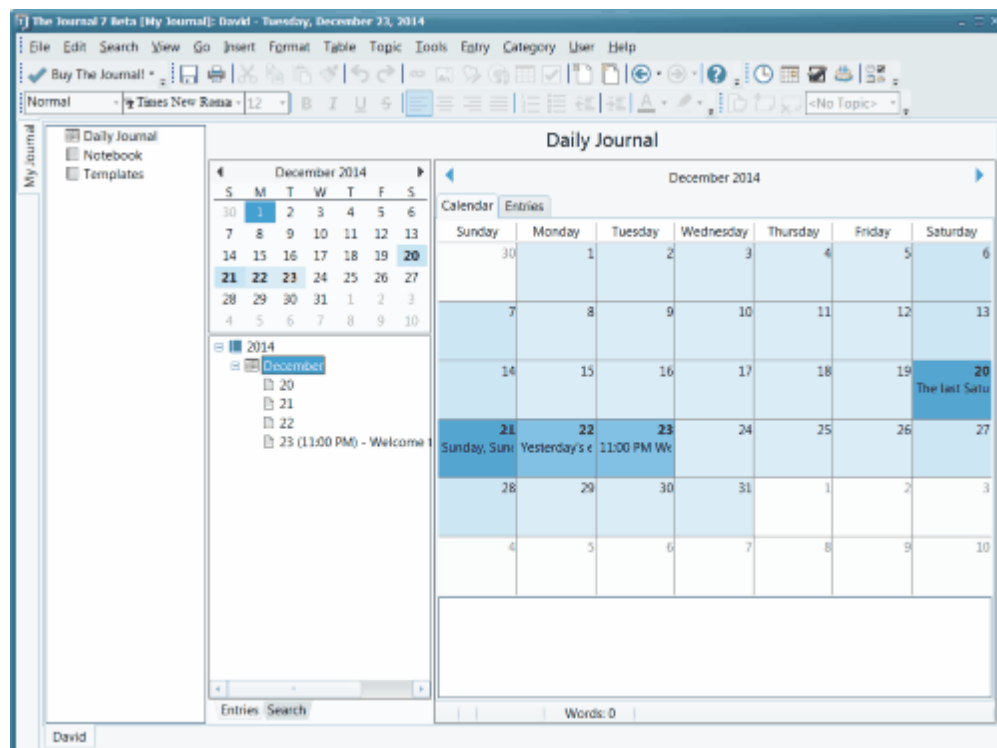 The Journal 7 Beta [My Journal]: David - Tuesday, December 23, 2014
File Edit Search View Go Insert Format Table Topic Tools Entry Category User Help
Buy The Journal!
Normal Times New Roma 12 B I U S A <No Topic>
My Journal
Daily Journal
Notebook
Templates
Daily Journal
December 2014
S M T W T F S
30 1 2 3 4 5 6
7 8 9 10 11 12 13
14 15 16 17 18 19 20
21 22 23 24 25 26 27
28 29 30 31 1 2 3
4 5 6 7 8 9 10
2014
December
20
21
22
23 (11:00 PM) - Welcome t
Entries Search
December 2014
Calendar Entries
Sunday Monday Tuesday Wednesday Thursday Friday Saturday
30 1 2 3 4 5 6
7 8 9 10 11 12 13
14 15 16 17 18 19 20
The last Satu
21 22 23 24 25 26 27
Sunday, Sun Yesterday's e 11:00 PM We
28 29 30 31 1 2 3
4 5 6 7 8 9 10
Words: 0
David